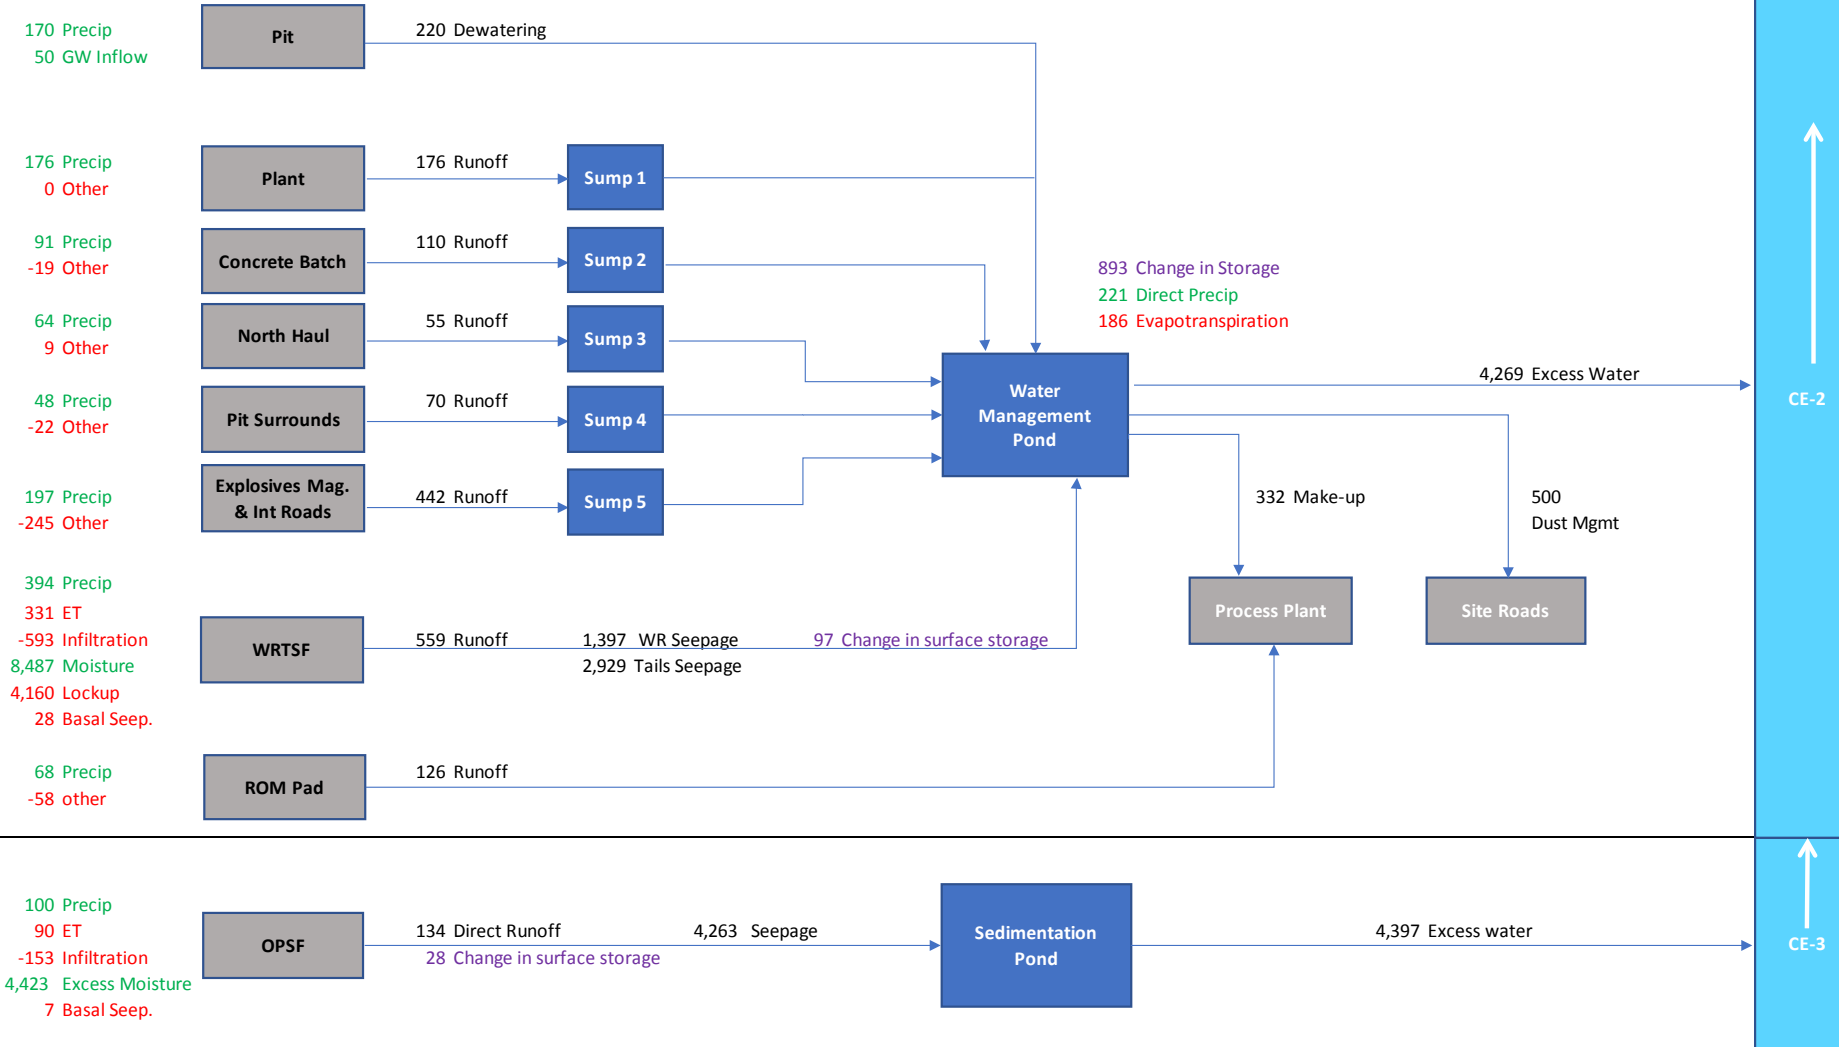 170 Precip
50 GW Inflow
Pit
220 Dewatering
176 Precip
0 Other
Plant
176 Runoff
Sump 1
91 Precip
-19 Other
Concrete Batch
110 Runoff
Sump 2
893 Change in Storage
221 Direct Precip
186 Evapotranspiration
64 Precip
9 Other
North Haul
55 Runoff
Sump 3
48 Precip
-22 Other
Pit Surrounds
70 Runoff
Sump 4
Water
Management
Pond
4,269 Excess Water
CE-2
197 Precip
-245 Other
Explosives Mag.
& Int Roads
442 Runoff
Sump 5
332 Make-up
500
Dust Mgmt
Process Plant
Site Roads
394 Precip
331 ET
-593 Infiltration
8,487 Moisture
4,160 Lockup
28 Basal Seep.
WRTSF
559 Runoff
1,397 WR Seepage
2,929 Tails Seepage
97 Change in surface storage
68 Precip
-58 other
ROM Pad
126 Runoff
100 Precip
90 ET
-153 Infiltration
4,423 Excess Moisture
7 Basal Seep.
OPSF
134 Direct Runoff
28 Change in surface storage
4,263 Seepage
Sedimentation
Pond
4,397 Excess water
CE-3